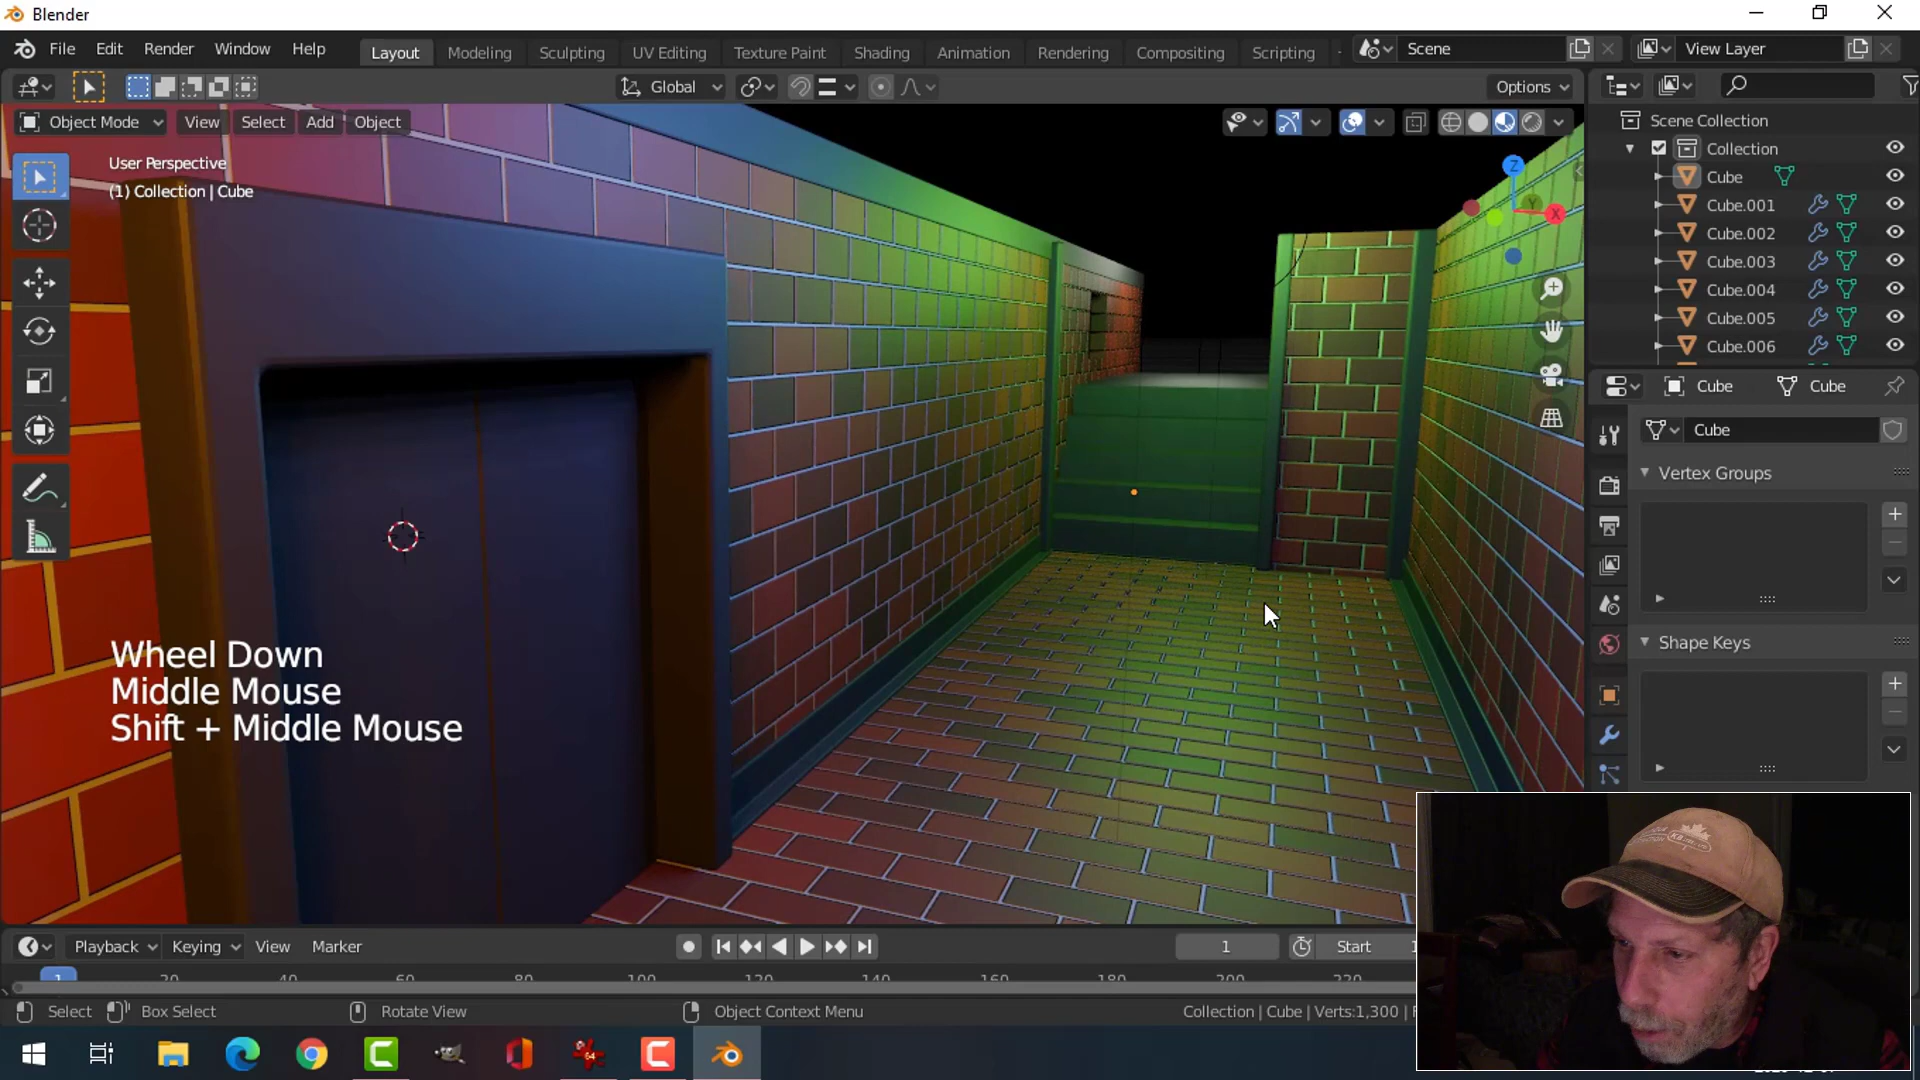 Blender
File Edit Render Window Help
Layout Modeling Sculpting UV Editing Texture Paint Shading Animation Rendering Compositing Scripting
Scene
View Layer
Global
Options
Object Mode View Select Add Object
User Perspective
(1) Collection | Cube
Z
Y
X
Scene Collection
Collection
Cube
Cube.001
Cube.002
Cube.003
Cube.004
Cube.005
Cube.006
Cube Cube
Cube
Vertex Groups
Shape Keys
Wheel Down
Middle Mouse
Shift + Middle Mouse
Playback Keying View Marker
1
Start 1
1 20 40 60 80 100 120 140 160 180 200 220
Select Box Select Rotate View Object Context Menu
Collection | Cube | Verts:1,300 |